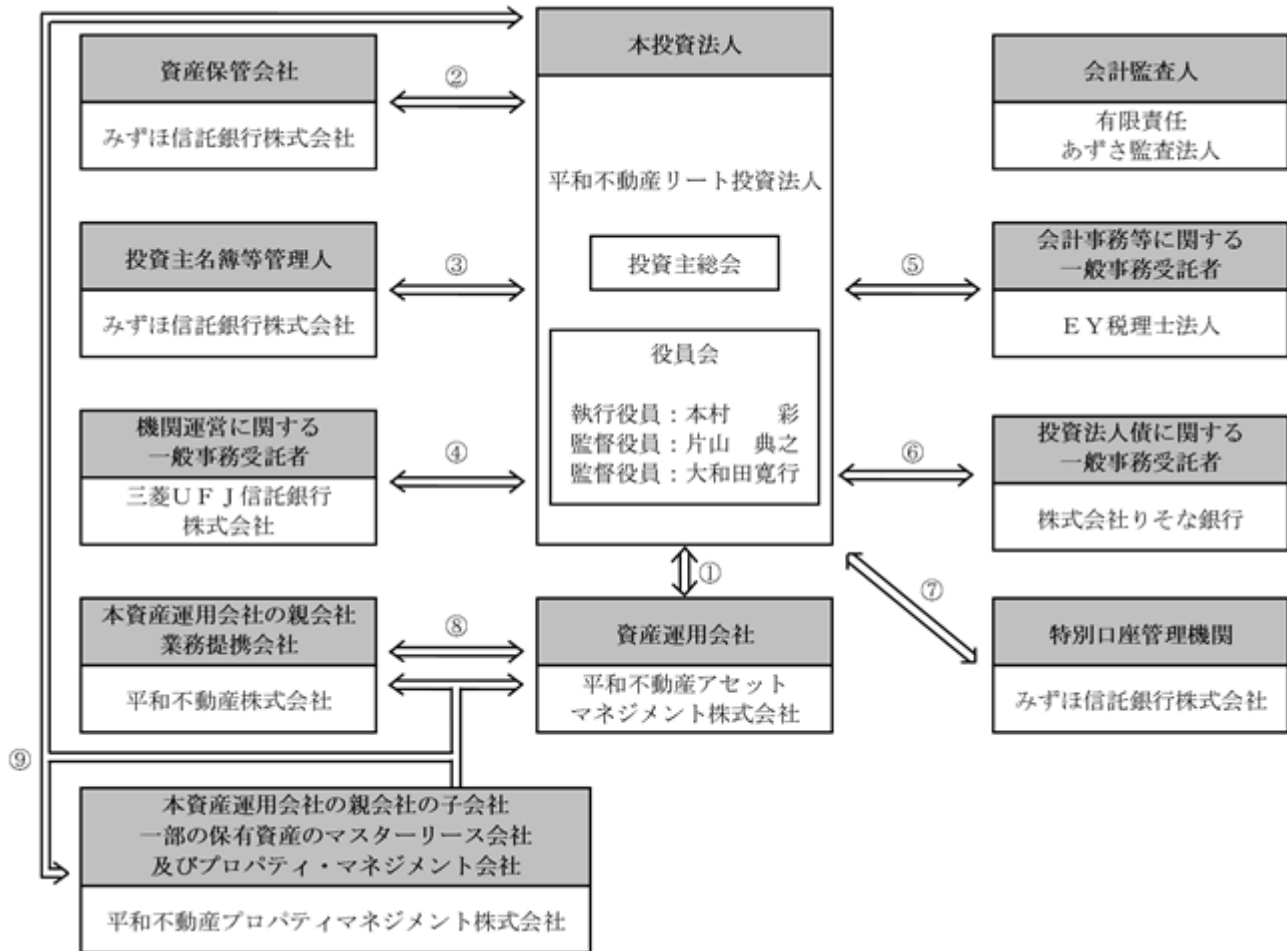 本投資法人
平和不動産リート投資法人
投資主総会
役員会
執行役員：本村　　彩
監督役員：片山　典之
監督役員：大和田寛行
資産保管会社
みずほ信託銀行株式会社
②
投資主名簿等管理人
みずほ信託銀行株式会社
③
機関運営に関する
一般事務受託者
三菱ＵＦＪ信託銀行
株式会社
④
会計監査人
有限責任
あずさ監査法人
会計事務等に関する
一般事務受託者
ＥＹ税理士法人
⑤
投資法人債に関する
一般事務受託者
株式会社りそな銀行
⑥
特別口座管理機関
みずほ信託銀行株式会社
⑦
①
資産運用会社
平和不動産アセット
マネジメント株式会社
本資産運用会社の親会社
業務提携会社
平和不動産株式会社
⑧
⑨
本資産運用会社の親会社の子会社
一部の保有資産のマスターリース会社
及びプロパティ・マネジメント会社
平和不動産プロパティマネジメント株式会社